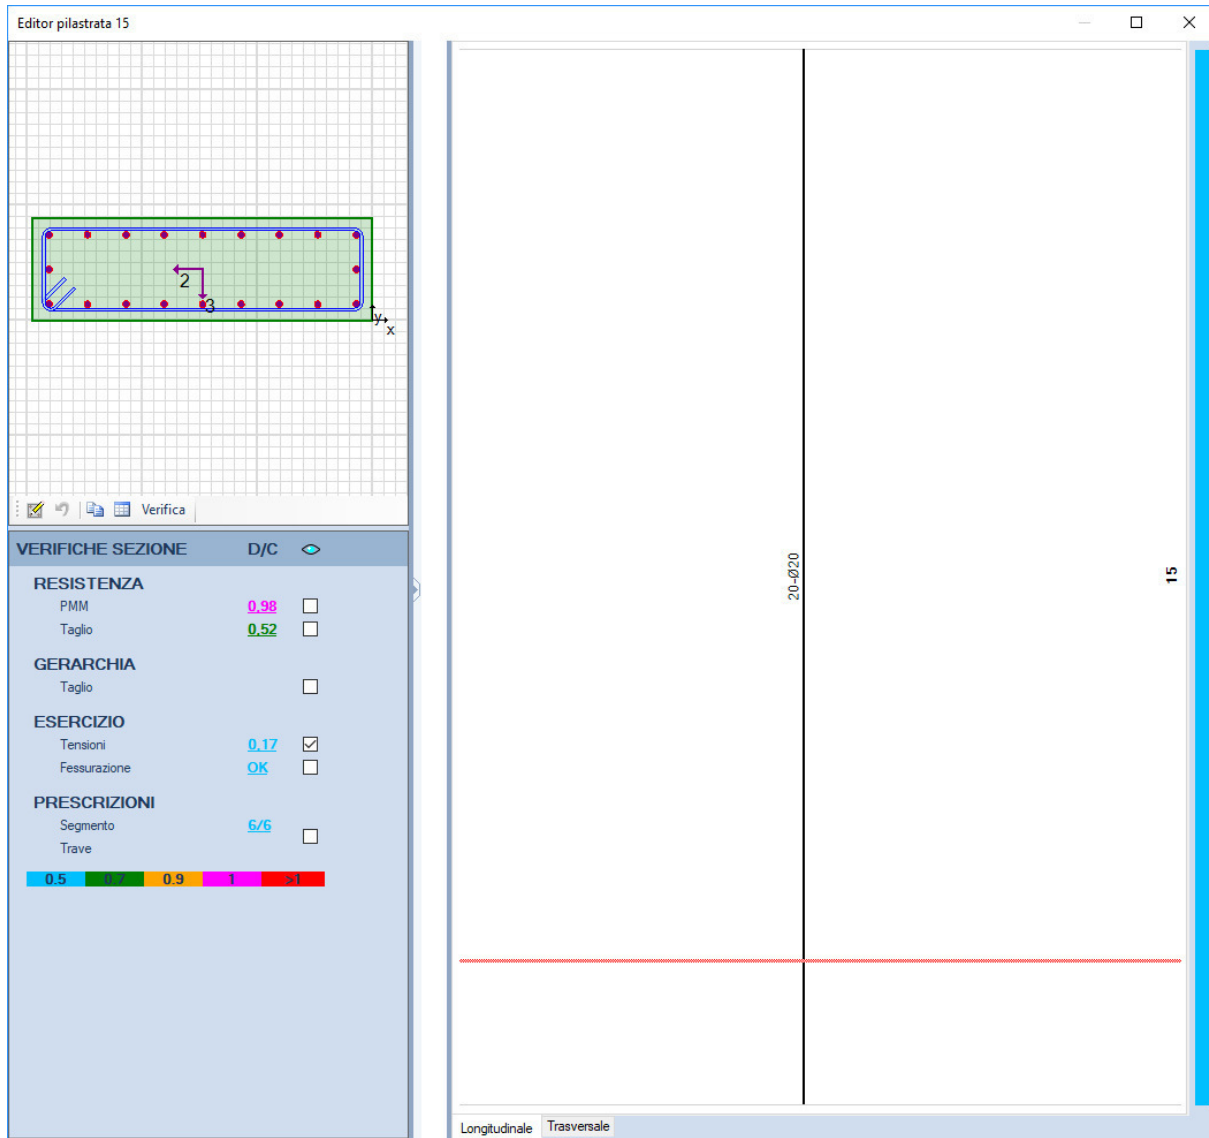 Editor pilastrata 15
2
3
y
x
Verifica
VERIFICHE SEZIONE D/C
RESISTENZA
PMM 0,98
Taglio 0,52
GERARCHIA
Taglio
ESERCIZIO
Tensioni 0,17
Fessurazione OK
PRESCRIZIONI
Segmento 6/6
Trave
0.5 0.7 0.9 1 >1
20-Ø20
15
Longitudinale Trasversale